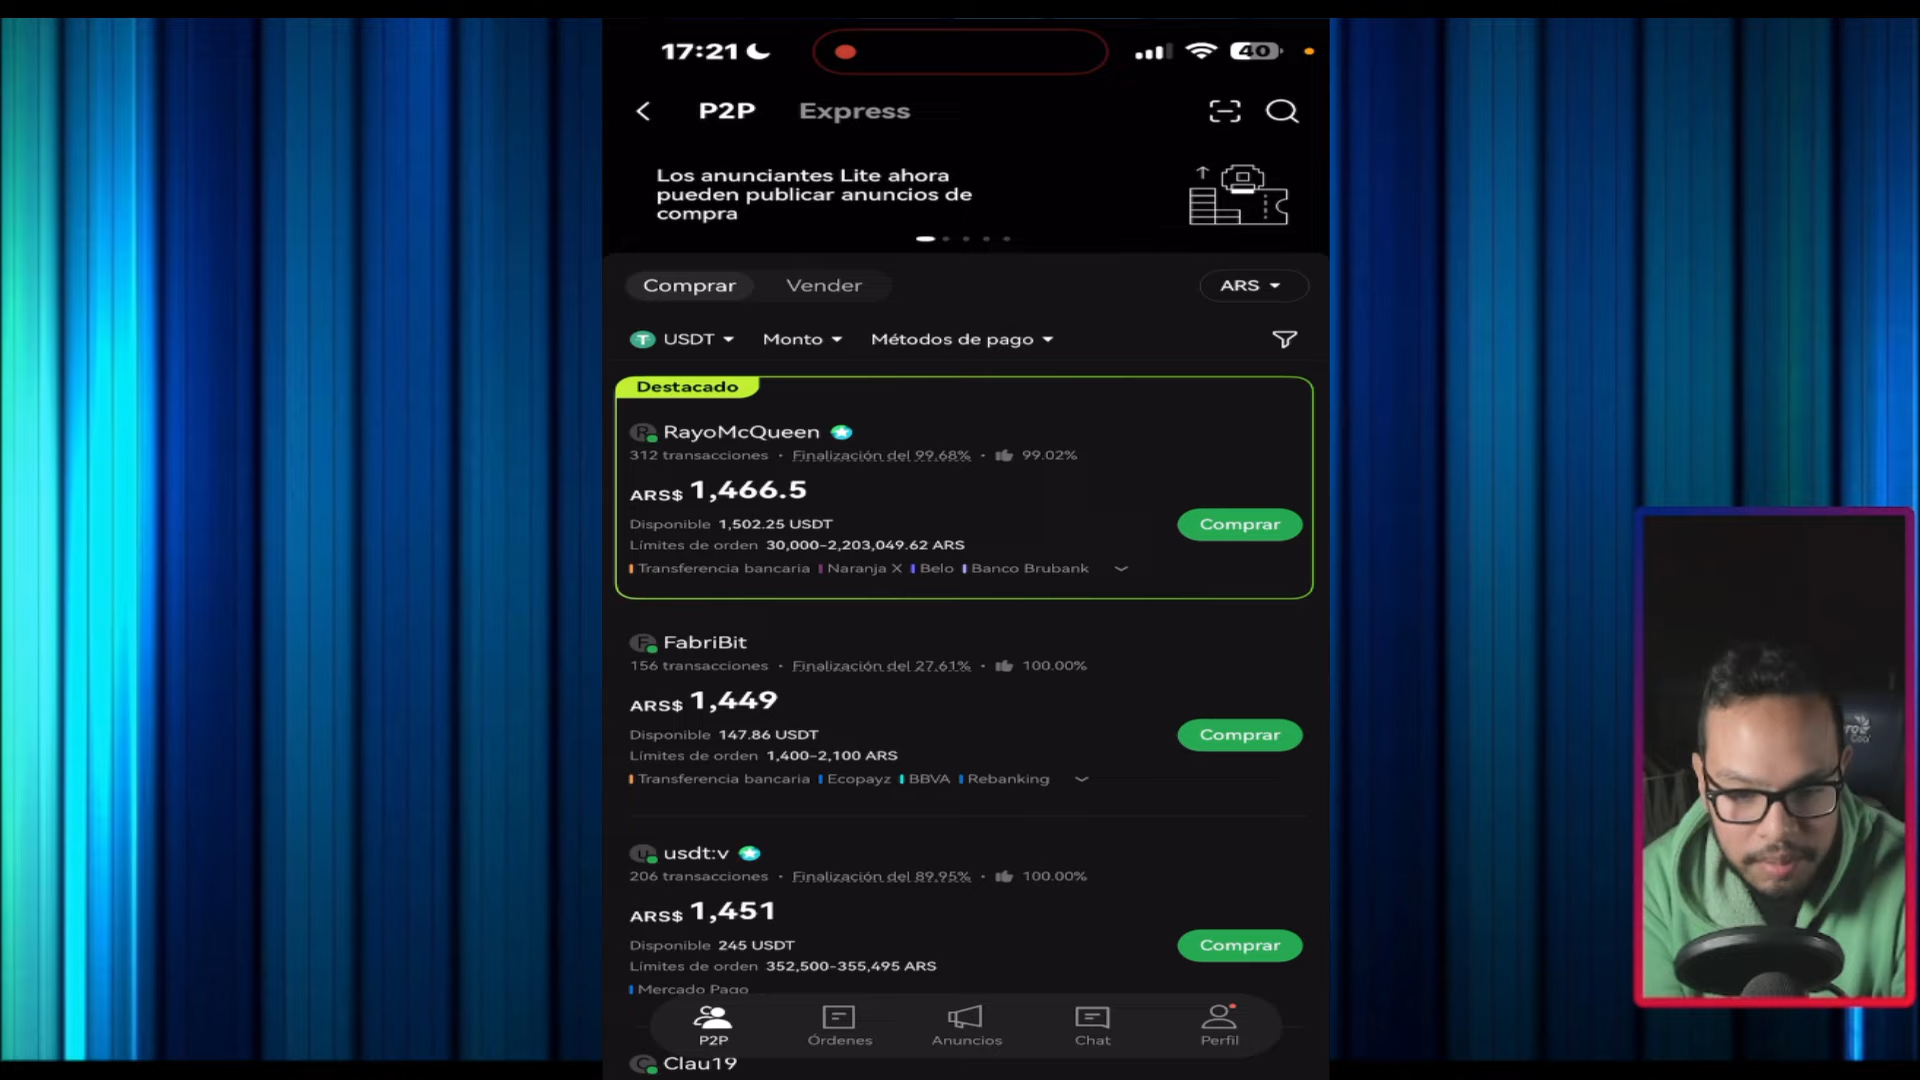 17:21
40
P2P Express
Los anunciantes Lite ahora
pueden publicar anuncios de
compra
Comprar Vender ARS
USDT Monto Métodos de pago
Destacado
RayoMcQueen
312 transacciones · Finalización del 99.68% · 99.02%
ARS$ 1,466.5
Disponible 1,502.25 USDT
Comprar
Límites de orden 30,000–2,203,049.62 ARS
Transferencia bancaria Naranja X Belo Banco Brubank
FabriBit
156 transacciones · Finalización del 27.61% · 100.00%
ARS$ 1,449
Disponible 147.86 USDT
Comprar
Límites de orden 1,400–2,100 ARS
Transferencia bancaria Ecopayz BBVA Rebanking
usdt:v
206 transacciones · Finalización del 89.95% · 100.00%
ARS$ 1,451
Disponible 245 USDT
Comprar
Límites de orden 352,500–355,495 ARS
Mercado Pago
P2P Órdenes Anuncios Chat Perfil
Clau19